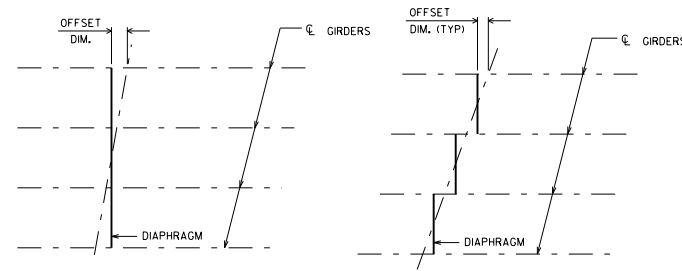 OFFSET
DIM.
℄ GIRDERS
DIAPHRAGM
OFFSET
DIM. (TYP)
℄ GIRDERS
DIAPHRAGM